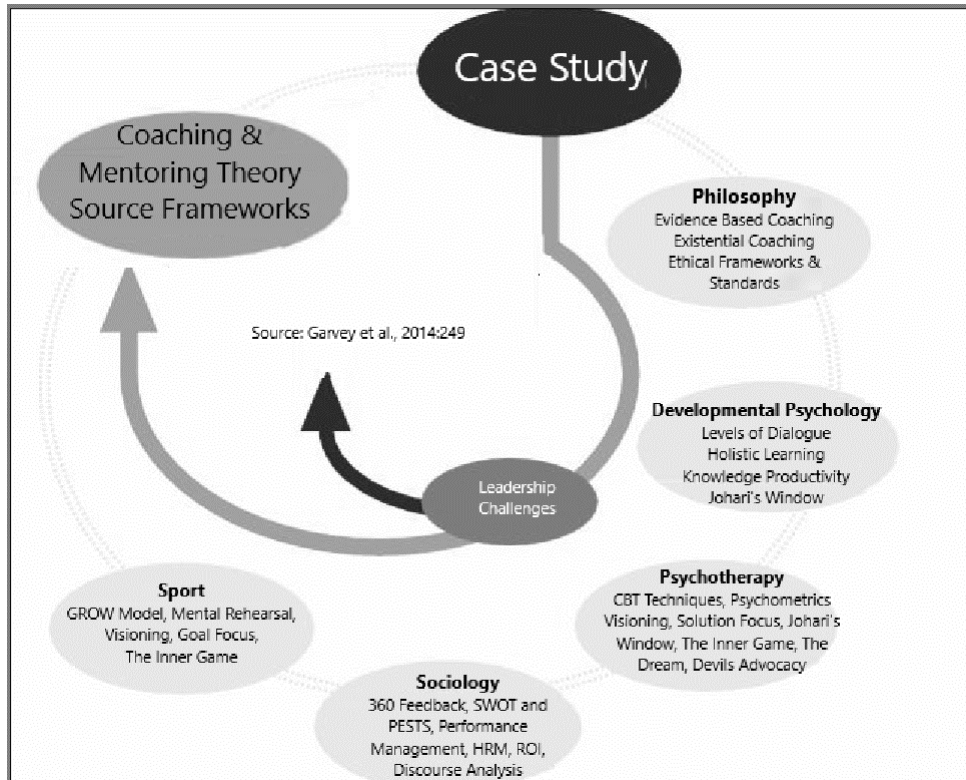 Case Study
Coaching &
Mentoring Theory
Source Frameworks
Philosophy
Evidence Based Coaching
Existential Coaching
Ethical Frameworks &
Standards
Source: Garvey et al., 2014:249
Developmental Psychology
Levels of Dialogue
Holistic Learning
Knowledge Productivity
Johari's Window
Leadership
Challenges
Psychotherapy
CBT Techniques, Psychometrics
Visioning, Solution Focus, Johari's
Window, The Inner Game, The
Dream, Devils Advocacy
Sport
GROW Model, Mental Rehearsal,
Visioning, Goal Focus,
The Inner Game
Sociology
360 Feedback, SWOT and
PESTS, Performance
Management, HRM, ROI,
Discourse Analysis